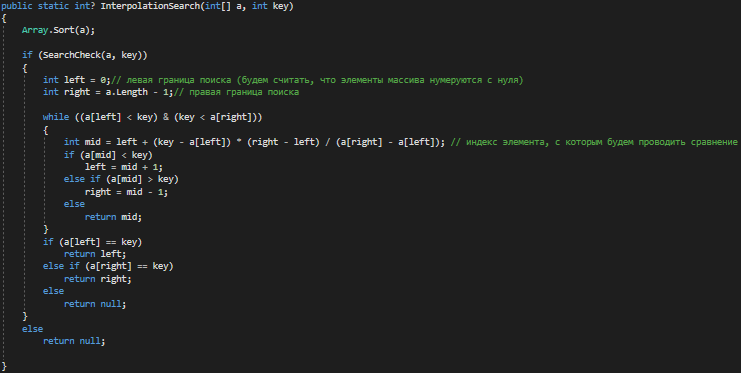 public static int? InterpolationSearch(int[] a, int key)
{
    Array.Sort(a);

    if (SearchCheck(a, key))
    {
        int left = 0;// левая граница поиска (будем считать, что элементы массива нумеруются с нуля)
        int right = a.Length - 1;// правая граница поиска

        while ((a[left] < key) & (key < a[right]))
        {
            int mid = left + (key - a[left]) * (right - left) / (a[right] - a[left]); // индекс элемента, с которым будем проводить сравнение
            if (a[mid] < key)
                left = mid + 1;
            else if (a[mid] > key)
                right = mid - 1;
            else
                return mid;
        }
        if (a[left] == key)
            return left;
        else if (a[right] == key)
            return right;
        else
            return null;
    }
    else
        return null;

}